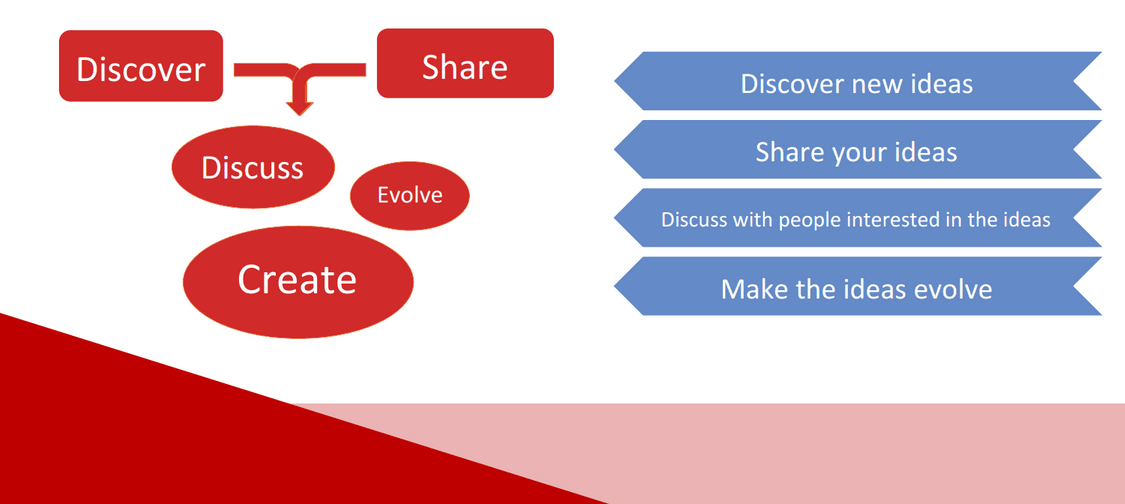 Discover
Share
Discuss
Evolve
Create
Discover new ideas
Share your ideas
Discuss with people interested in the ideas
Make the ideas evolve